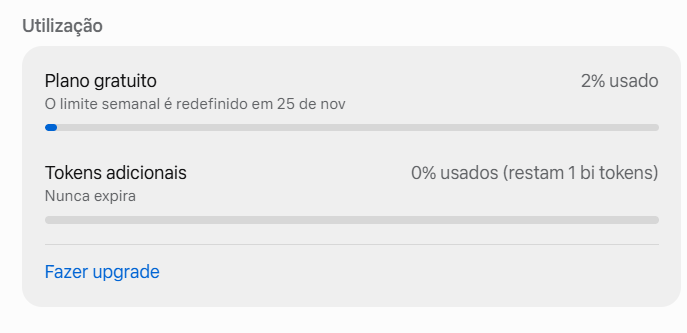 Utilização
Plano gratuito
2% usado
O limite semanal é redefinido em 25 de nov
Tokens adicionais
0% usados (restam 1 bi tokens)
Nunca expira
Fazer upgrade